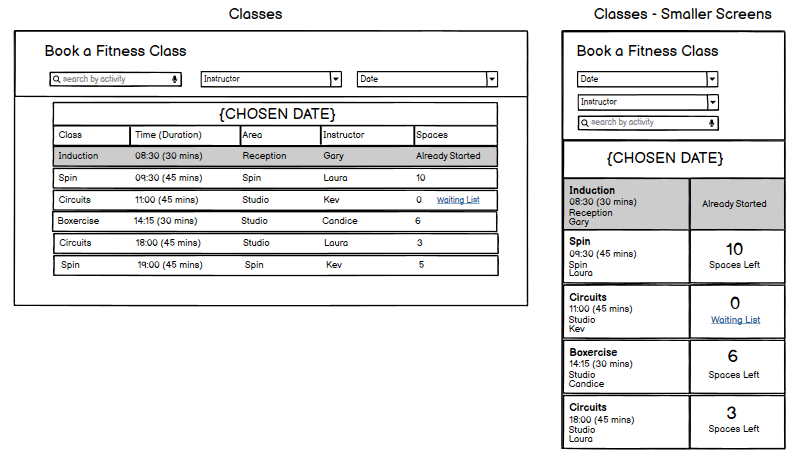 Classes
Book a Fitness Class
search by activity Instructor Date
{CHOSEN DATE}
Class Time (Duration) Area Instructor Spaces
Induction 08:30 (30 mins) Reception Gary Already Started
Spin 09:30 (45 mins) Spin Laura 10
Circuits 11:00 (45 mins) Studio Kev 0 Waiting List
Boxercise 14:15 (30 mins) Studio Candice 6
Circuits 18:00 (45 mins) Studio Laura 3
Spin 19:00 (45 mins) Spin Kev 5
Classes - Smaller Screens
Book a Fitness Class
Date
Instructor
search by activity
{CHOSEN DATE}
Induction
08:30 (30 mins)
Reception
Gary
Already Started
Spin
09:30 (45 mins)
Spin
Laura
10
Spaces Left
Circuits
11:00 (45 mins)
Studio
Kev
0
Waiting List
Boxercise
14:15 (30 mins)
Studio
Candice
6
Spaces Left
Circuits
18:00 (45 mins)
Studio
Laura
3
Spaces Left